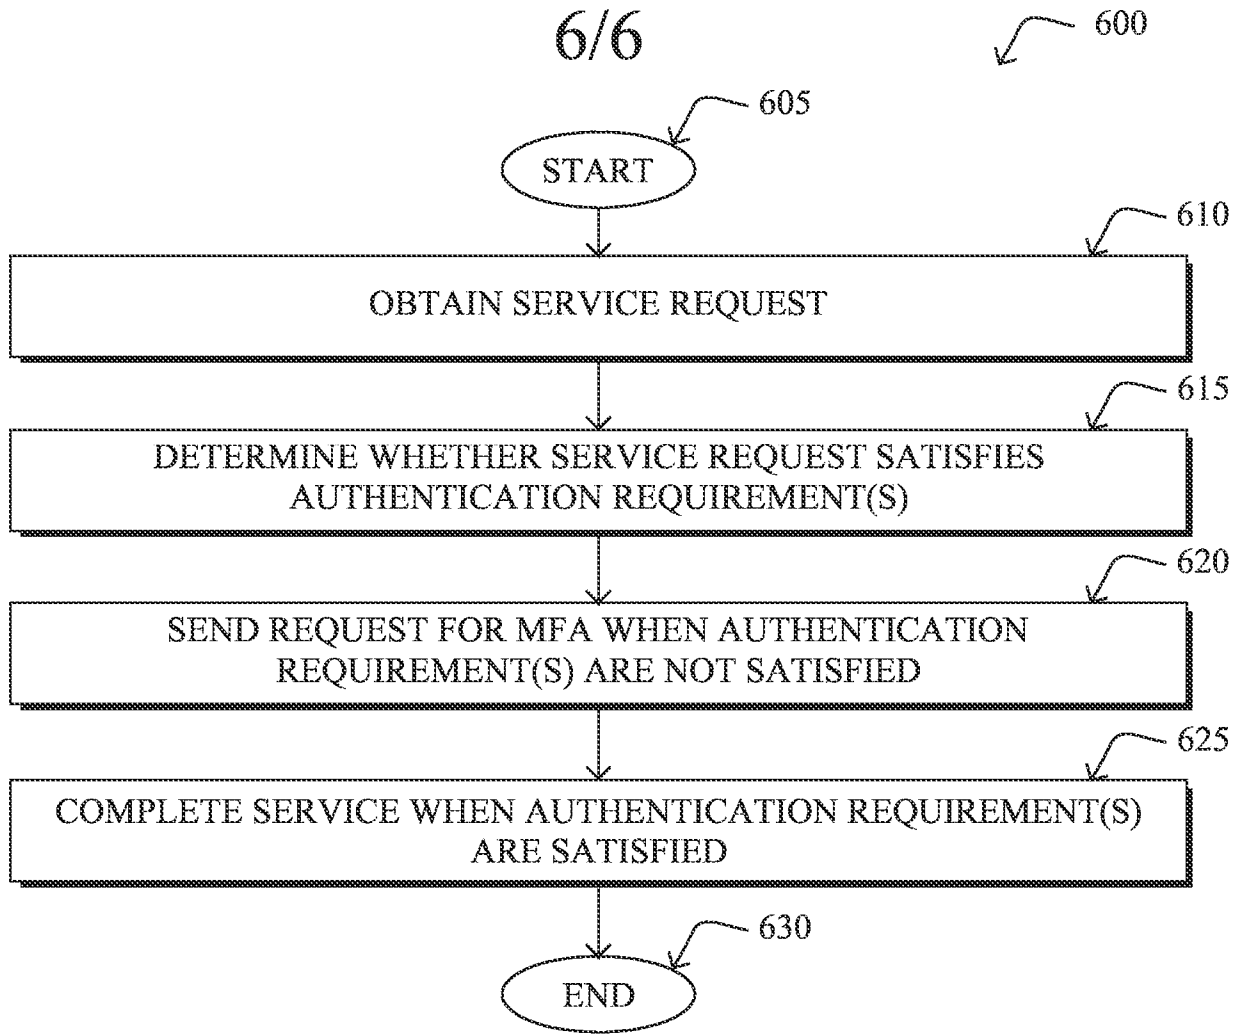 6/6
600
605
START
610
OBTAIN SERVICE REQUEST
615
DETERMINE WHETHER SERVICE REQUEST SATISFIES
AUTHENTICATION REQUIREMENT(S)
620
SEND REQUEST FOR MFA WHEN AUTHENTICATION
REQUIREMENT(S) ARE NOT SATISFIED
625
COMPLETE SERVICE WHEN AUTHENTICATION REQUIREMENT(S)
ARE SATISFIED
630
END